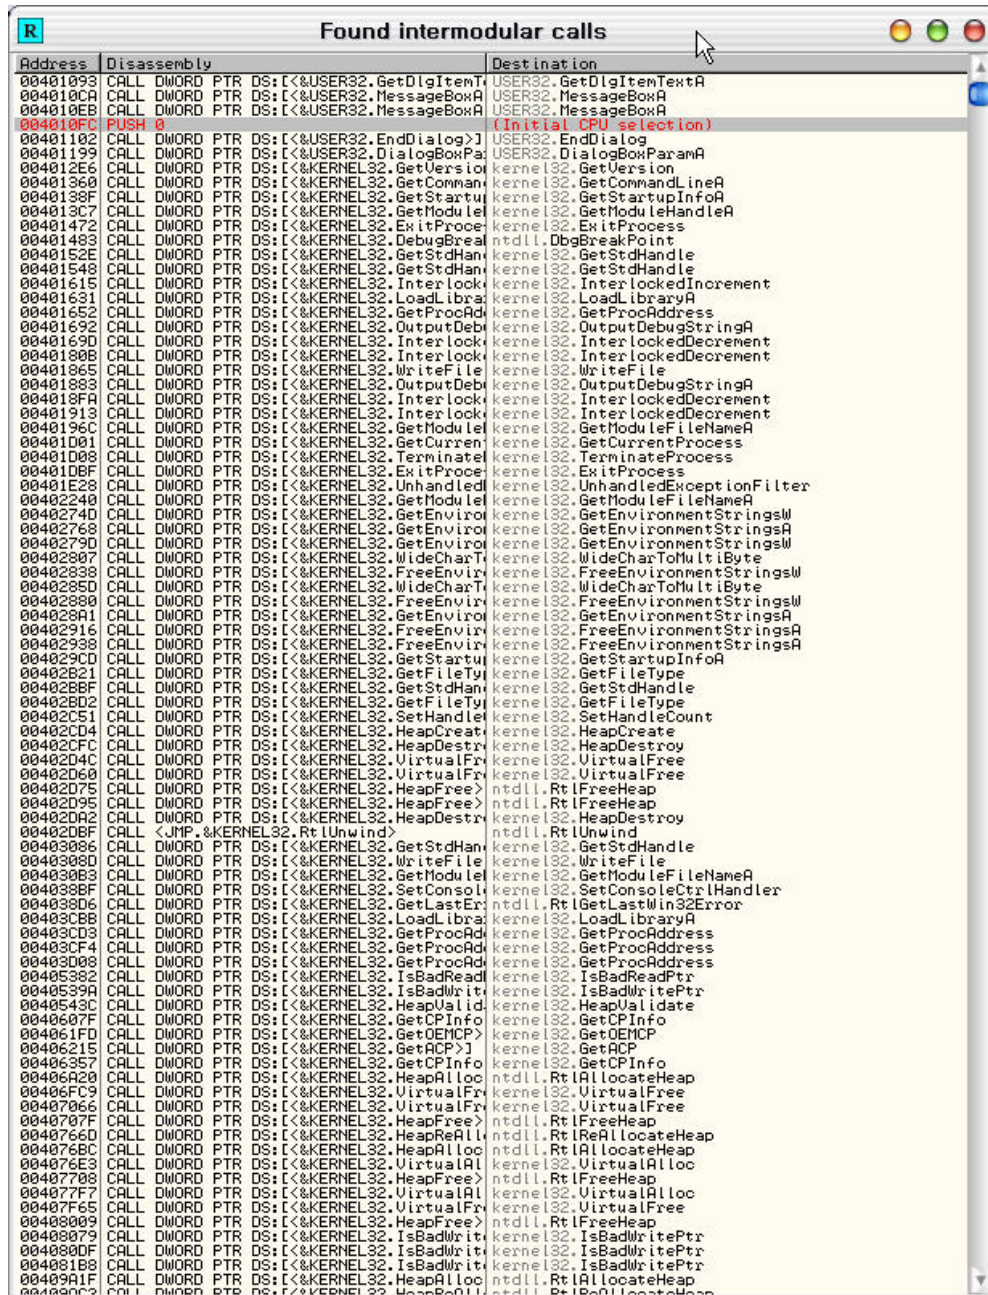 R Found intermodular calls
Address Disassembly Destination
00401093 CALL DWORD PTR DS:[<&USER32.GetDlgItemT USER32.GetDlgItemTextA
004010CA CALL DWORD PTR DS:[<&USER32.MessageBoxA USER32.MessageBoxA
004010EB CALL DWORD PTR DS:[<&USER32.MessageBoxA USER32.MessageBoxA
004010FC PUSH 0 (Initial CPU selection)
00401102 CALL DWORD PTR DS:[<&USER32.EndDialog>] USER32.EndDialog
00401199 CALL DWORD PTR DS:[<&USER32.DialogBoxPa USER32.DialogBoxParamA
004012E6 CALL DWORD PTR DS:[<&KERNEL32.GetVersio kernel32.GetVersion
00401360 CALL DWORD PTR DS:[<&KERNEL32.GetComman kernel32.GetCommandLineA
0040138F CALL DWORD PTR DS:[<&KERNEL32.GetStartu kernel32.GetStartupInfoA
004013C7 CALL DWORD PTR DS:[<&KERNEL32.GetModule kernel32.GetModuleHandleA
00401472 CALL DWORD PTR DS:[<&KERNEL32.ExitProce kernel32.ExitProcess
00401483 CALL DWORD PTR DS:[<&KERNEL32.DebugBrea ntdll.DbgBreakPoint
0040152E CALL DWORD PTR DS:[<&KERNEL32.GetStdHan kernel32.GetStdHandle
00401548 CALL DWORD PTR DS:[<&KERNEL32.GetStdHan kernel32.GetStdHandle
00401615 CALL DWORD PTR DS:[<&KERNEL32.Interlock kernel32.InterlockedIncrement
00401631 CALL DWORD PTR DS:[<&KERNEL32.LoadLibra kernel32.LoadLibraryA
00401652 CALL DWORD PTR DS:[<&KERNEL32.GetProcAd kernel32.GetProcAddress
00401692 CALL DWORD PTR DS:[<&KERNEL32.OutputDeb kernel32.OutputDebugStringA
0040169D CALL DWORD PTR DS:[<&KERNEL32.Interlock kernel32.InterlockedDecrement
0040180B CALL DWORD PTR DS:[<&KERNEL32.Interlock kernel32.InterlockedDecrement
00401865 CALL DWORD PTR DS:[<&KERNEL32.WriteFile kernel32.WriteFile
00401883 CALL DWORD PTR DS:[<&KERNEL32.OutputDeb kernel32.OutputDebugStringA
004018FA CALL DWORD PTR DS:[<&KERNEL32.Interlock kernel32.InterlockedDecrement
00401913 CALL DWORD PTR DS:[<&KERNEL32.Interlock kernel32.InterlockedDecrement
0040196C CALL DWORD PTR DS:[<&KERNEL32.GetModule kernel32.GetModuleFileNameA
00401D01 CALL DWORD PTR DS:[<&KERNEL32.GetCurren kernel32.GetCurrentProcess
00401D08 CALL DWORD PTR DS:[<&KERNEL32.Terminate kernel32.TerminateProcess
00401DBF CALL DWORD PTR DS:[<&KERNEL32.ExitProce kernel32.ExitProcess
00401E28 CALL DWORD PTR DS:[<&KERNEL32.Unhandled kernel32.UnhandledExceptionFilter
00402240 CALL DWORD PTR DS:[<&KERNEL32.GetModule kernel32.GetModuleFileNameA
0040274D CALL DWORD PTR DS:[<&KERNEL32.GetEnviro kernel32.GetEnvironmentStringsW
00402768 CALL DWORD PTR DS:[<&KERNEL32.GetEnviro kernel32.GetEnvironmentStringsA
0040279D CALL DWORD PTR DS:[<&KERNEL32.GetEnviro kernel32.GetEnvironmentStringsW
00402807 CALL DWORD PTR DS:[<&KERNEL32.WideCharT kernel32.WideCharToMultiByte
00402838 CALL DWORD PTR DS:[<&KERNEL32.FreeEnvir kernel32.FreeEnvironmentStringsW
0040285D CALL DWORD PTR DS:[<&KERNEL32.WideCharT kernel32.WideCharToMultiByte
00402880 CALL DWORD PTR DS:[<&KERNEL32.FreeEnvir kernel32.FreeEnvironmentStringsW
004028A1 CALL DWORD PTR DS:[<&KERNEL32.GetEnviro kernel32.GetEnvironmentStringsA
00402916 CALL DWORD PTR DS:[<&KERNEL32.FreeEnvir kernel32.FreeEnvironmentStringsA
00402938 CALL DWORD PTR DS:[<&KERNEL32.FreeEnvir kernel32.FreeEnvironmentStringsA
004029CD CALL DWORD PTR DS:[<&KERNEL32.GetStartu kernel32.GetStartupInfoA
00402B21 CALL DWORD PTR DS:[<&KERNEL32.GetFileTy kernel32.GetFileType
00402BBF CALL DWORD PTR DS:[<&KERNEL32.GetStdHan kernel32.GetStdHandle
00402BD2 CALL DWORD PTR DS:[<&KERNEL32.GetFileTy kernel32.GetFileType
00402C51 CALL DWORD PTR DS:[<&KERNEL32.SetHandle kernel32.SetHandleCount
00402CD4 CALL DWORD PTR DS:[<&KERNEL32.HeapCreat kernel32.HeapCreate
00402CFC CALL DWORD PTR DS:[<&KERNEL32.HeapDestr kernel32.HeapDestroy
00402D4C CALL DWORD PTR DS:[<&KERNEL32.VirtualFr kernel32.VirtualFree
00402D60 CALL DWORD PTR DS:[<&KERNEL32.VirtualFr kernel32.VirtualFree
00402D75 CALL DWORD PTR DS:[<&KERNEL32.HeapFree> ntdll.RtlFreeHeap
00402D95 CALL DWORD PTR DS:[<&KERNEL32.HeapFree> ntdll.RtlFreeHeap
00402DA2 CALL DWORD PTR DS:[<&KERNEL32.HeapDestr kernel32.HeapDestroy
00402DBF CALL <JMP.&KERNEL32.RtlUnwind> ntdll.RtlUnwind
00403086 CALL DWORD PTR DS:[<&KERNEL32.GetStdHan kernel32.GetStdHandle
0040308D CALL DWORD PTR DS:[<&KERNEL32.WriteFile kernel32.WriteFile
004030B3 CALL DWORD PTR DS:[<&KERNEL32.GetModule kernel32.GetModuleFileNameA
004038BF CALL DWORD PTR DS:[<&KERNEL32.SetConsol kernel32.SetConsoleCtrlHandler
004038D6 CALL DWORD PTR DS:[<&KERNEL32.GetLastEr ntdll.RtlGetLastWin32Error
00403CBB CALL DWORD PTR DS:[<&KERNEL32.LoadLibra kernel32.LoadLibraryA
00403CD3 CALL DWORD PTR DS:[<&KERNEL32.GetProcAd kernel32.GetProcAddress
00403CF4 CALL DWORD PTR DS:[<&KERNEL32.GetProcAd kernel32.GetProcAddress
00403D08 CALL DWORD PTR DS:[<&KERNEL32.GetProcAd kernel32.GetProcAddress
00405382 CALL DWORD PTR DS:[<&KERNEL32.IsBadRead kernel32.IsBadReadPtr
0040539A CALL DWORD PTR DS:[<&KERNEL32.IsBadWrit kernel32.IsBadWritePtr
0040543C CALL DWORD PTR DS:[<&KERNEL32.HeapValid kernel32.HeapValidate
0040607F CALL DWORD PTR DS:[<&KERNEL32.GetCPInfo kernel32.GetCPInfo
004061FD CALL DWORD PTR DS:[<&KERNEL32.GetOEMCP> kernel32.GetOEMCP
00406215 CALL DWORD PTR DS:[<&KERNEL32.GetACP>] kernel32.GetACP
00406357 CALL DWORD PTR DS:[<&KERNEL32.GetCPInfo kernel32.GetCPInfo
00406A20 CALL DWORD PTR DS:[<&KERNEL32.HeapAlloc ntdll.RtlAllocateHeap
00406FC9 CALL DWORD PTR DS:[<&KERNEL32.VirtualFr kernel32.VirtualFree
00407066 CALL DWORD PTR DS:[<&KERNEL32.VirtualFr kernel32.VirtualFree
0040707F CALL DWORD PTR DS:[<&KERNEL32.HeapFree> ntdll.RtlFreeHeap
0040766D CALL DWORD PTR DS:[<&KERNEL32.HeapReAll ntdll.RtlReAllocateHeap
004076BC CALL DWORD PTR DS:[<&KERNEL32.HeapAlloc ntdll.RtlAllocateHeap
004076E3 CALL DWORD PTR DS:[<&KERNEL32.VirtualAl kernel32.VirtualAlloc
00407708 CALL DWORD PTR DS:[<&KERNEL32.HeapFree> ntdll.RtlFreeHeap
004077F7 CALL DWORD PTR DS:[<&KERNEL32.VirtualAl kernel32.VirtualAlloc
00407F65 CALL DWORD PTR DS:[<&KERNEL32.VirtualFr kernel32.VirtualFree
00408009 CALL DWORD PTR DS:[<&KERNEL32.HeapFree> ntdll.RtlFreeHeap
00408079 CALL DWORD PTR DS:[<&KERNEL32.IsBadWrit kernel32.IsBadWritePtr
004080DF CALL DWORD PTR DS:[<&KERNEL32.IsBadWrit kernel32.IsBadWritePtr
004081B8 CALL DWORD PTR DS:[<&KERNEL32.IsBadWrit kernel32.IsBadWritePtr
00409A1F CALL DWORD PTR DS:[<&KERNEL32.HeapAlloc ntdll.RtlAllocateHeap
CALL DWORD PTR DS:[<&KERNEL32.HeapReAll ntdll.RtlReAllocateHeap